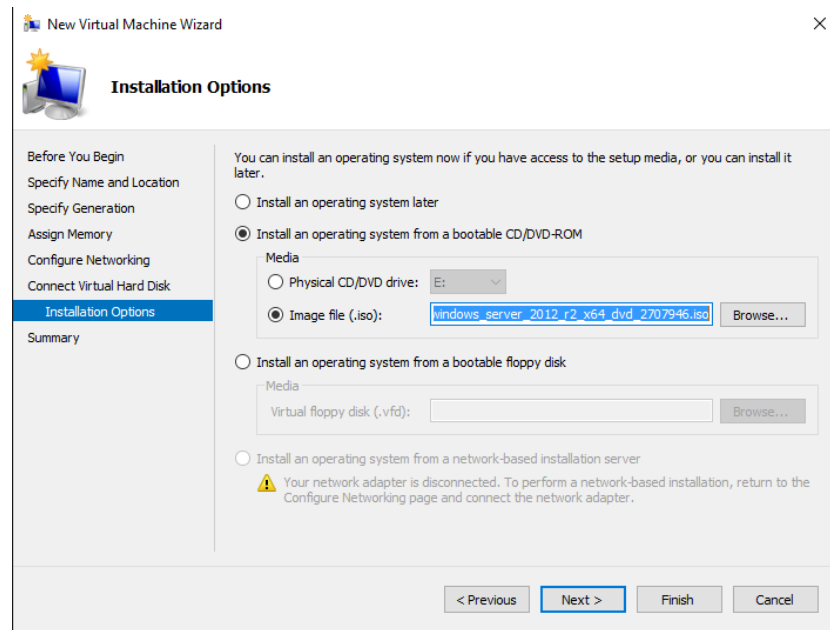 New Virtual Machine Wizard
Installation Options
Before You Begin
Specify Name and Location
Specify Generation
Assign Memory
Configure Networking
Connect Virtual Hard Disk
Installation Options
Summary
You can install an operating system now if you have access to the setup media, or you can install it
later.
Install an operating system later
Install an operating system from a bootable CD/DVD-ROM
Media
Physical CD/DVD drive: E:
Image file (.iso): windows_server_2012_r2_x64_dvd_2707946.iso Browse...
Install an operating system from a bootable floppy disk
Media
Virtual floppy disk (.vfd): Browse...
Install an operating system from a network-based installation server
Your network adapter is disconnected. To perform a network-based installation, return to the
Configure Networking page and connect the network adapter.
< Previous Next > Finish Cancel